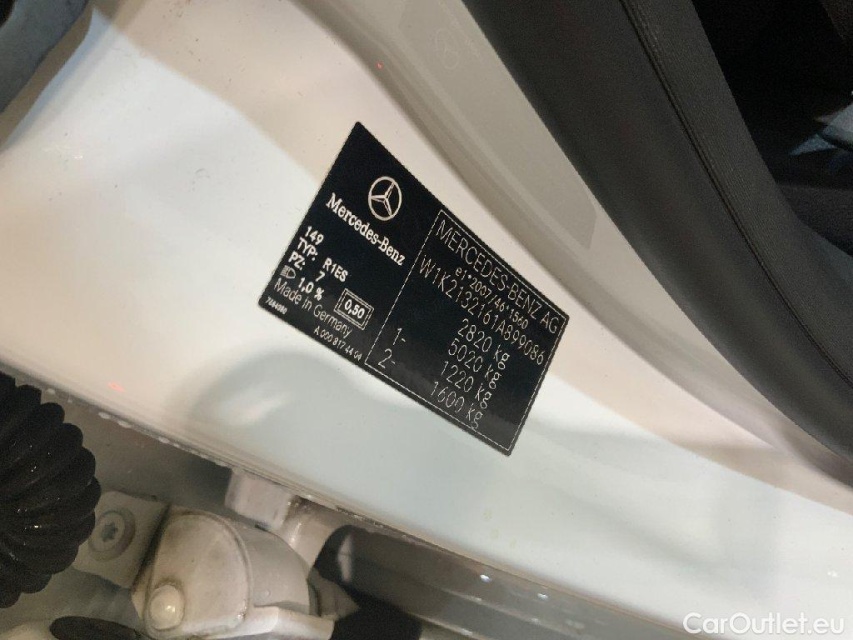 Mercedes-Benz
149
TYP: R1ES
PZ: 7
1,0 %
0,50
Made in Germany
7584080
A 000 817 44 04
MERCEDES-BENZ AG
e1*2007/46*1560
W1K2132161A899086
2820 kg
5020 kg
1- 1220 kg
2- 1600 kg
CarOutlet.eu